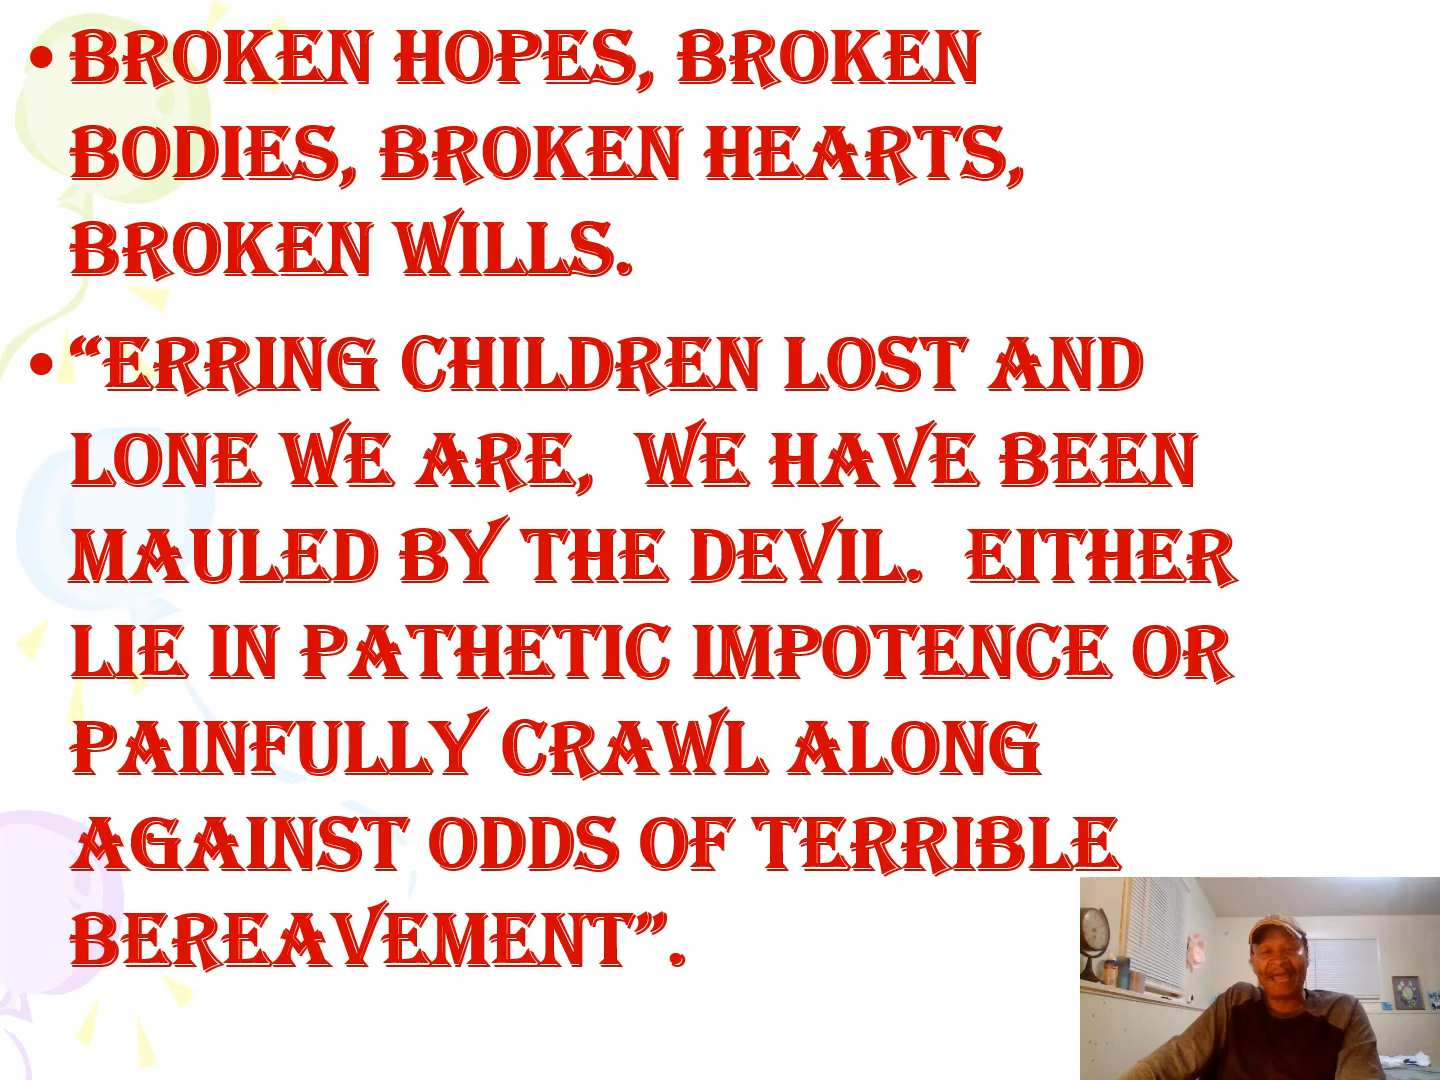 • BROKEN HOPES, BROKEN
BODIES, BROKEN HEARTS,
BROKEN WILLS.
• “ERRING CHILDREN LOST AND
LONE WE ARE,  WE HAVE BEEN
MAULED BY THE DEVIL.  EITHER
LIE IN PATHETIC IMPOTENCE OR
PAINFULLY CRAWL ALONG
AGAINST ODDS OF TERRIBLE
BEREAVEMENT”.